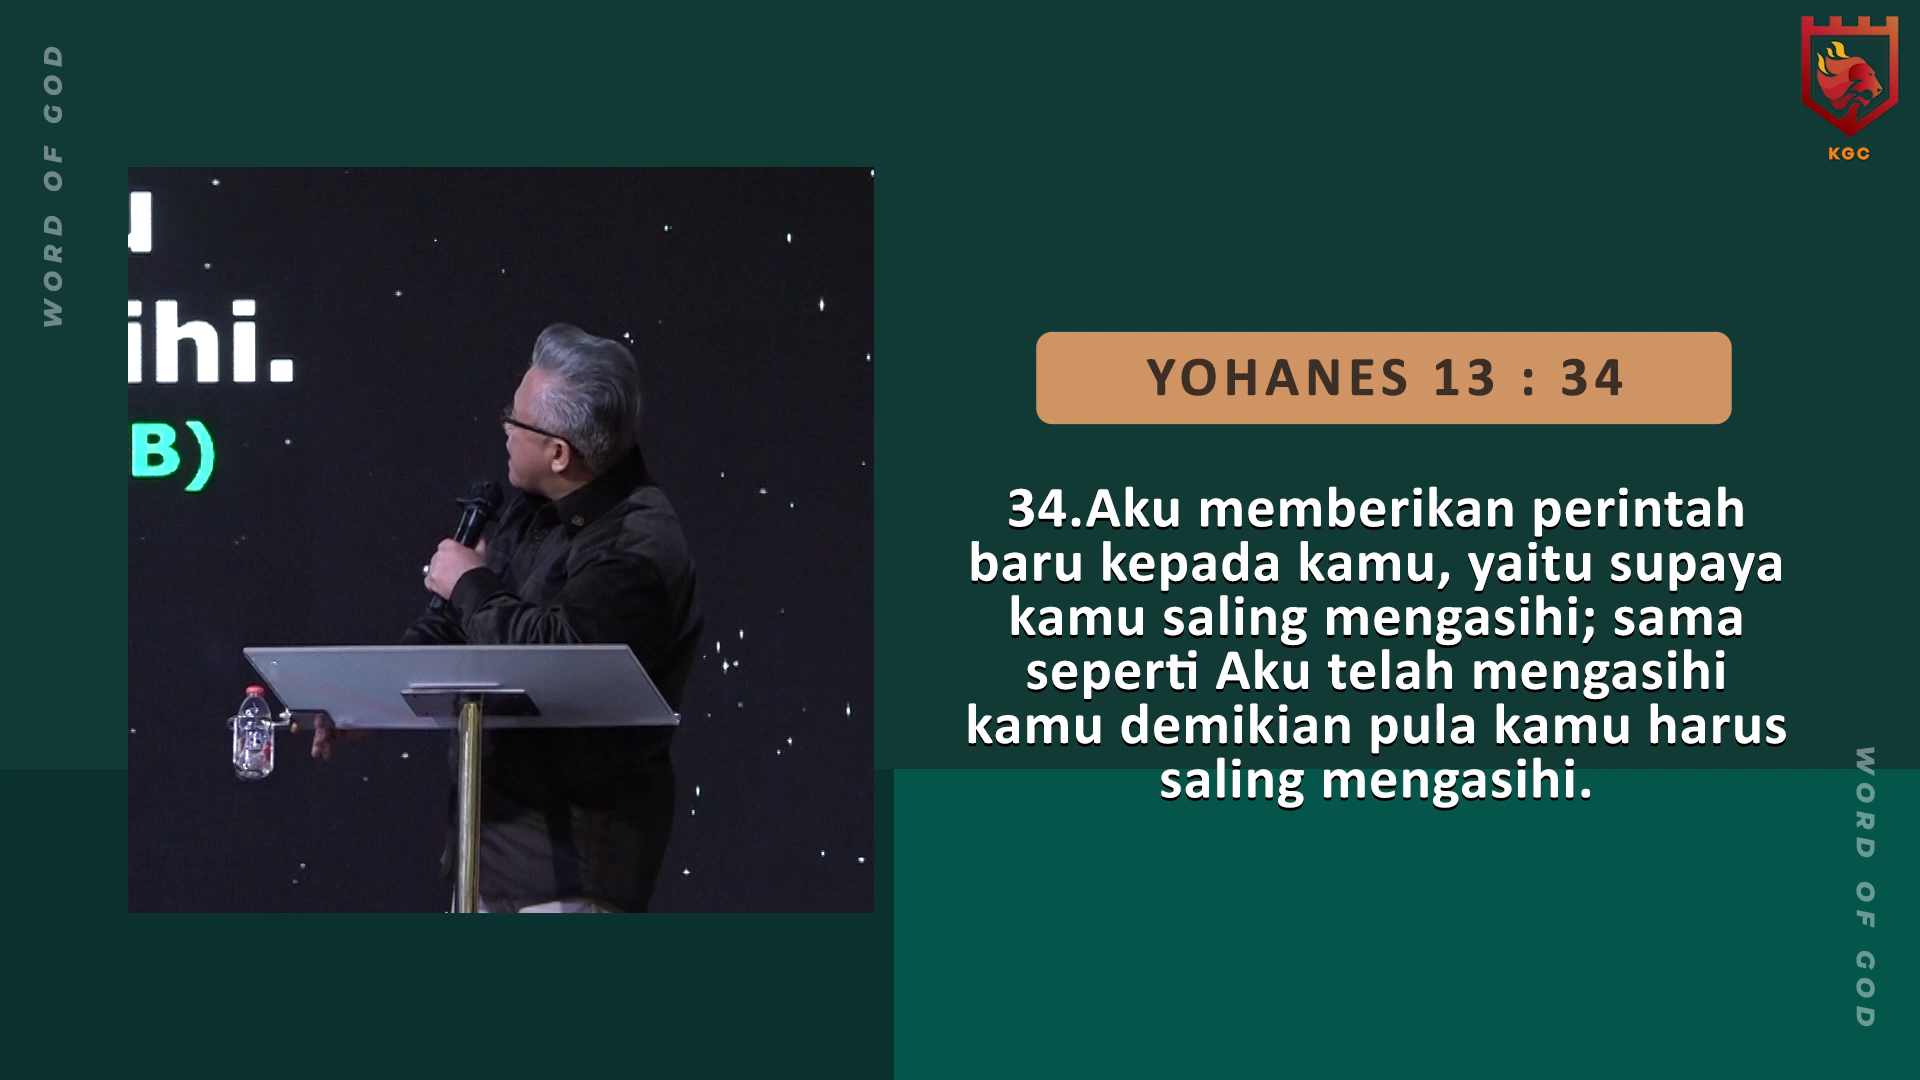 WORD OF GOD
KGC
u
ihi.
B)
YOHANES 13 : 34
34.Aku memberikan perintah
baru kepada kamu, yaitu supaya
kamu saling mengasihi; sama
seperti Aku telah mengasihi
kamu demikian pula kamu harus
saling mengasihi.
WORD OF GOD